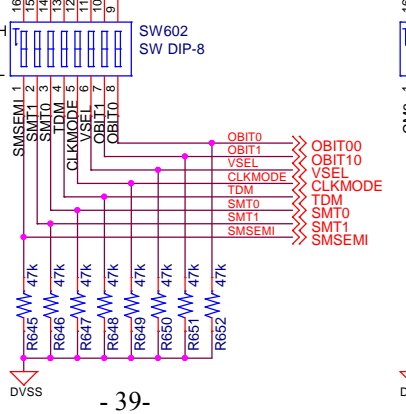 16 15 14 13 12 11 10 9
H
SW602
SW DIP-8
SMSEMI 1
SMT1 2
SMT0 3
TDM 4
CLKMODE 5
VSEL 6
OBIT1 7
OBIT0 8
OBIT0 OBIT00
OBIT1 OBIT10
VSEL VSEL
CLKMODE CLKMODE
TDM TDM
SMT0 SMT0
SMT1 SMT1
SMSEMI SMSEMI
47k 47k 47k 47k 47k 47k 47k 47k
R645 R646 R647 R648 R649 R650 R651 R652
DVSS
- 39-